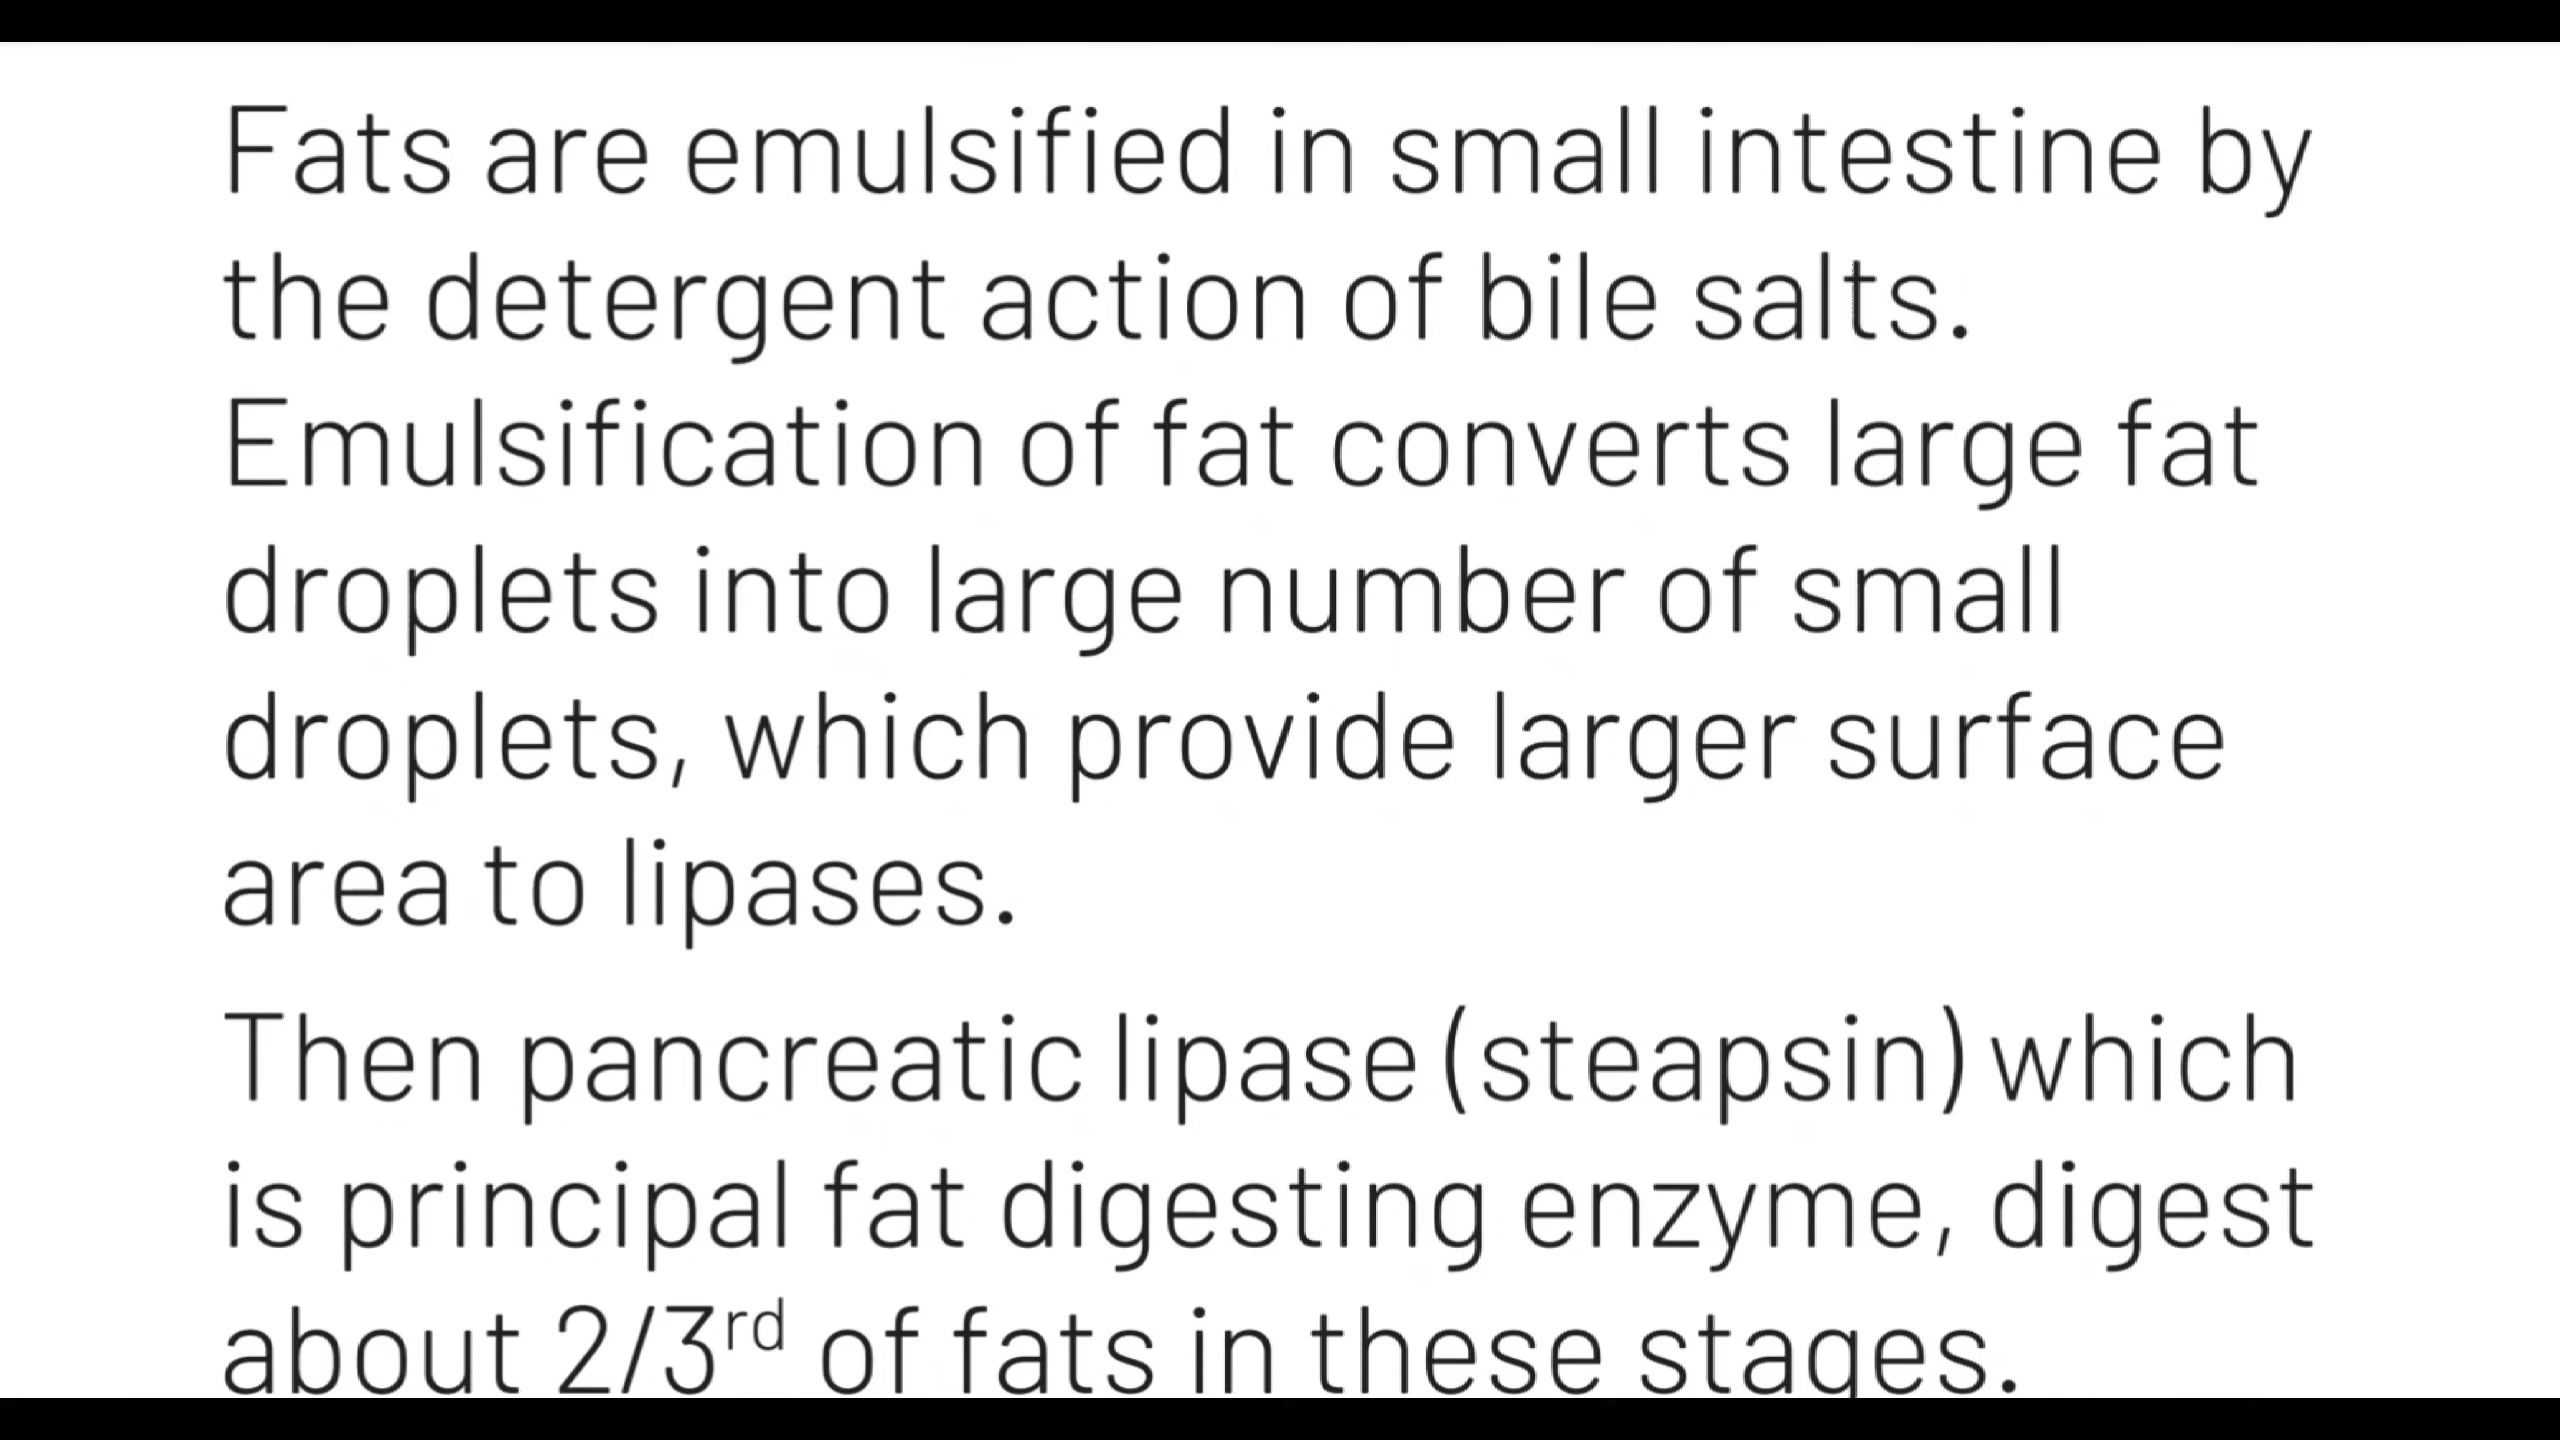 Fats are emulsified in small intestine by
the detergent action of bile salts.
Emulsification of fat converts large fat
droplets into large number of small
droplets, which provide larger surface
area to lipases.
Then pancreatic lipase (steapsin) which
is principal fat digesting enzyme, digest
about 2/3rd of fats in these stages.